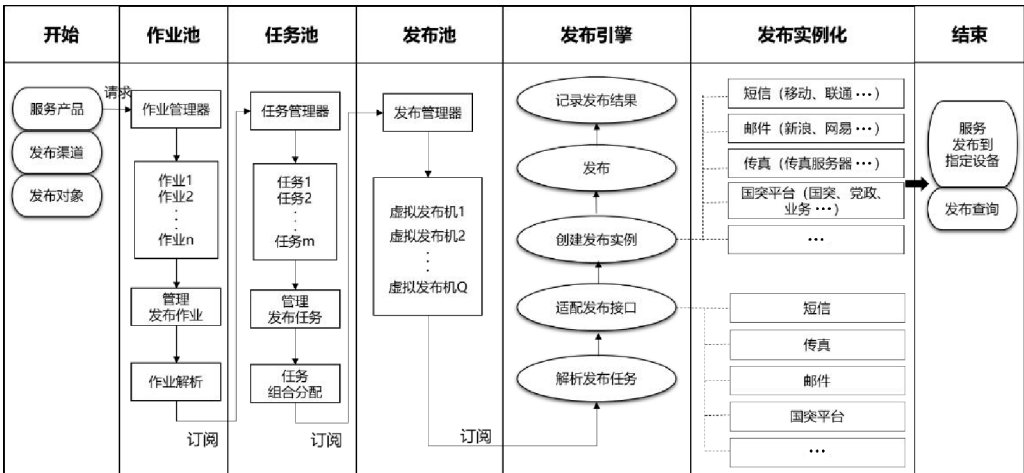 开始
作业池
任务池
发布池
发布引擎
发布实例化
结束
服务产品
发布渠道
发布对象
请求
作业管理器
作业1
作业2
⋮
作业n
管理
发布作业
作业解析
订阅
任务管理器
任务1
任务2
⋮
任务m
管理
发布任务
任务
组合分配
订阅
发布管理器
虚拟发布机1
虚拟发布机2
⋮
虚拟发布机Q
订阅
记录发布结果
发布
创建发布实例
适配发布接口
解析发布任务
短信（移动、联通 •••）
邮件（新浪、网易 •••）
传真（传真服务器 •••）
国突平台（国突、党政、
业务 •••）
•••
短信
传真
邮件
国突平台
•••
服务
发布到
指定设备
发布查询